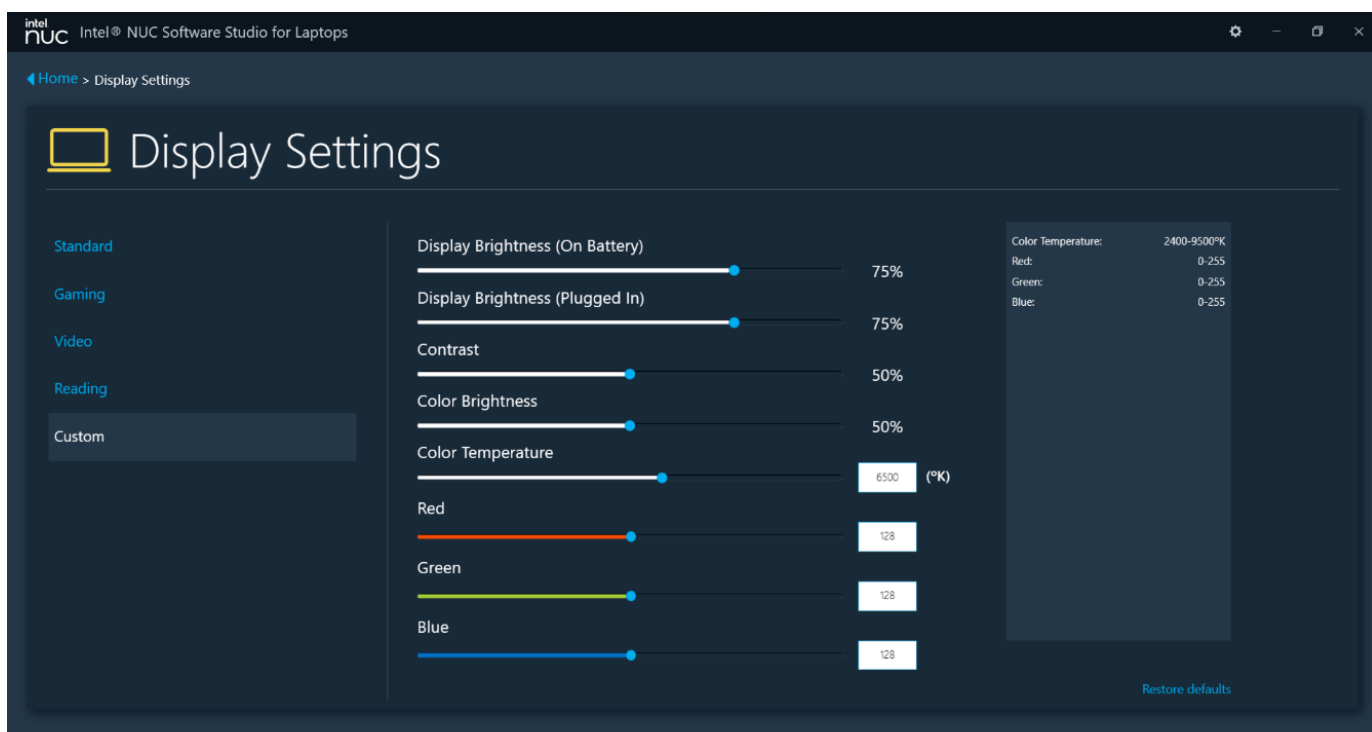 intel
nuc Intel® NUC Software Studio for Laptops
Home > Display Settings
Display Settings
Standard
Gaming
Video
Reading
Custom
Display Brightness (On Battery)
75%
Display Brightness (Plugged In)
75%
Contrast
50%
Color Brightness
50%
Color Temperature
6500 (ºK)
Red
128
Green
128
Blue
128
Color Temperature: 2400-9500ºK
Red: 0-255
Green: 0-255
Blue: 0-255
Restore defaults